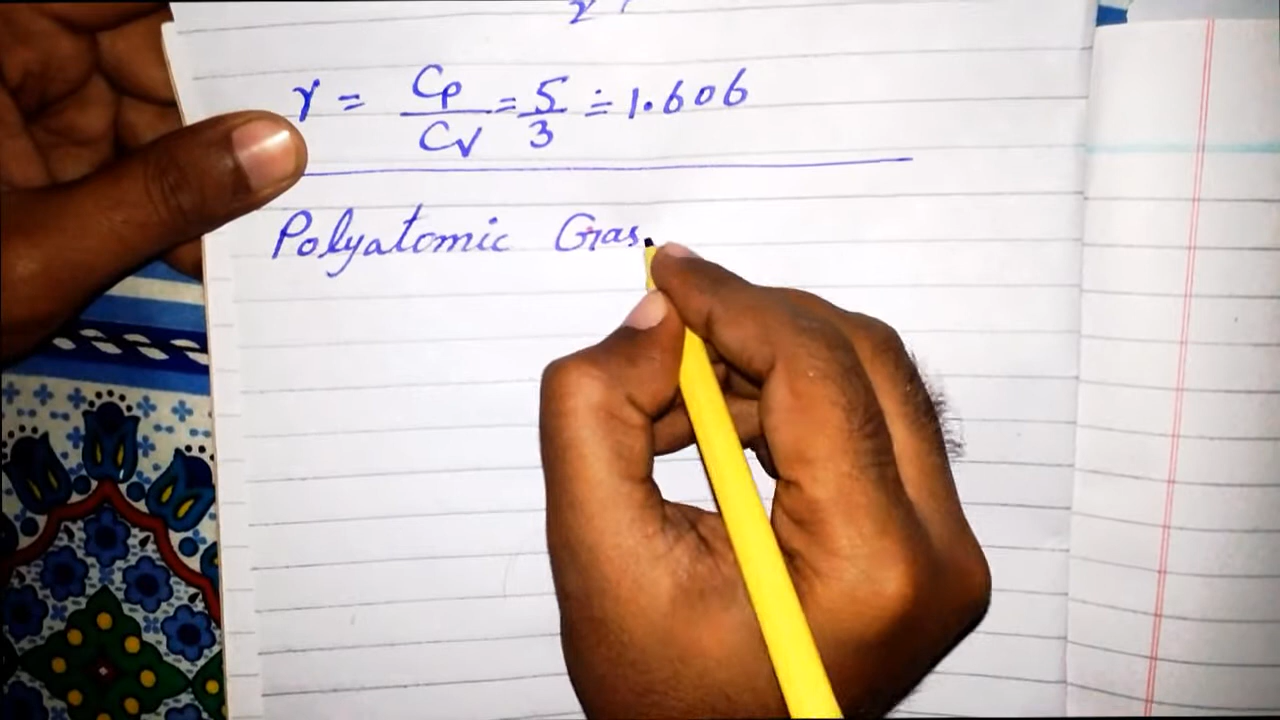 γ = Cp/Cv = 5/3 ≐ 1.606
Polyatomic Gas